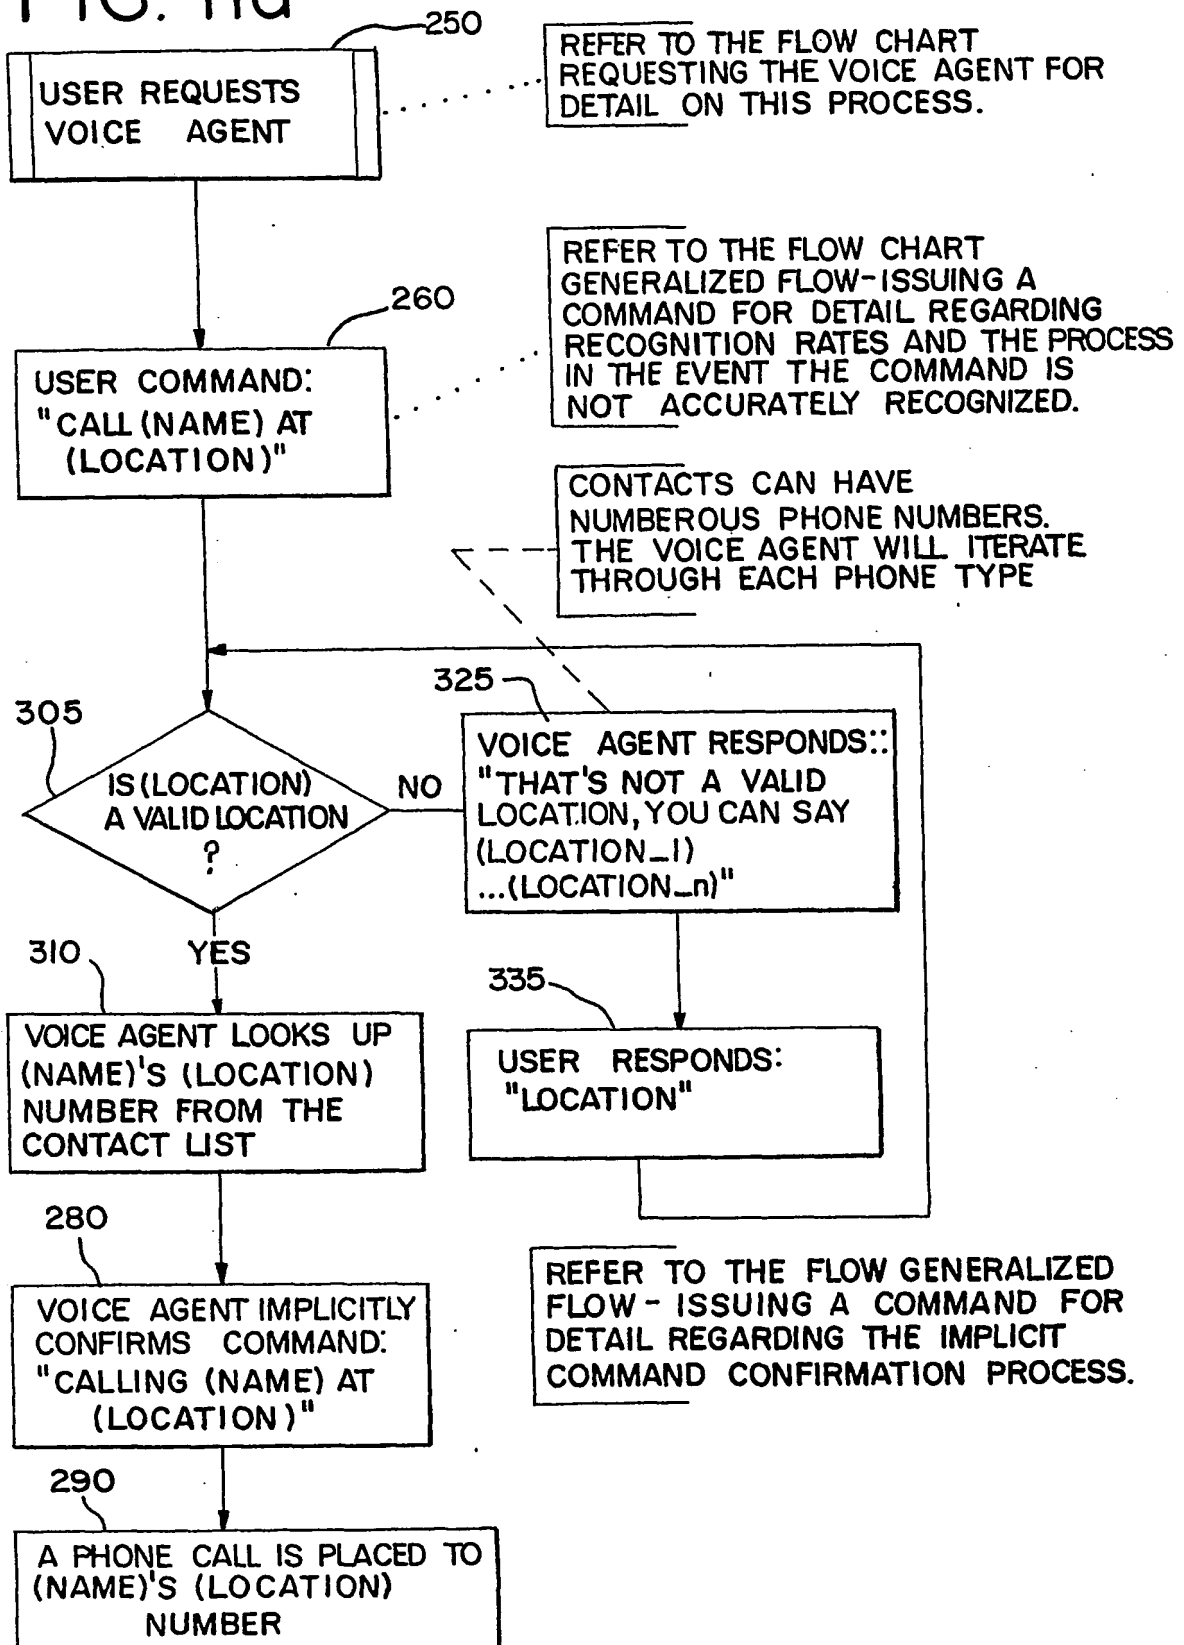 FIG. 11a
250
USER REQUESTS
VOICE AGENT
REFER TO THE FLOW CHART
REQUESTING THE VOICE AGENT FOR
DETAIL ON THIS PROCESS.
260
USER COMMAND:
"CALL (NAME) AT
(LOCATION)"
REFER TO THE FLOW CHART
GENERALIZED FLOW-ISSUING A
COMMAND FOR DETAIL REGARDING
RECOGNITION RATES AND THE PROCESS
IN THE EVENT THE COMMAND IS
NOT ACCURATELY RECOGNIZED.
CONTACTS CAN HAVE
NUMBEROUS PHONE NUMBERS.
THE VOICE AGENT WILL ITERATE
THROUGH EACH PHONE TYPE
305
IS (LOCATION)
A VALID LOCATION
?
NO
YES
325
VOICE AGENT RESPONDS::
"THAT'S NOT A VALID
LOCATION, YOU CAN SAY
(LOCATION_1)
...(LOCATION_n)"
335
USER RESPONDS:
"LOCATION"
310
VOICE AGENT LOOKS UP
(NAME)'S (LOCATION)
NUMBER FROM THE
CONTACT LIST
280
VOICE AGENT IMPLICITLY
CONFIRMS COMMAND:
"CALLING (NAME) AT
(LOCATION)"
REFER TO THE FLOW GENERALIZED
FLOW - ISSUING A COMMAND FOR
DETAIL REGARDING THE IMPLICIT
COMMAND CONFIRMATION PROCESS.
290
A PHONE CALL IS PLACED TO
(NAME)'S (LOCATION)
NUMBER